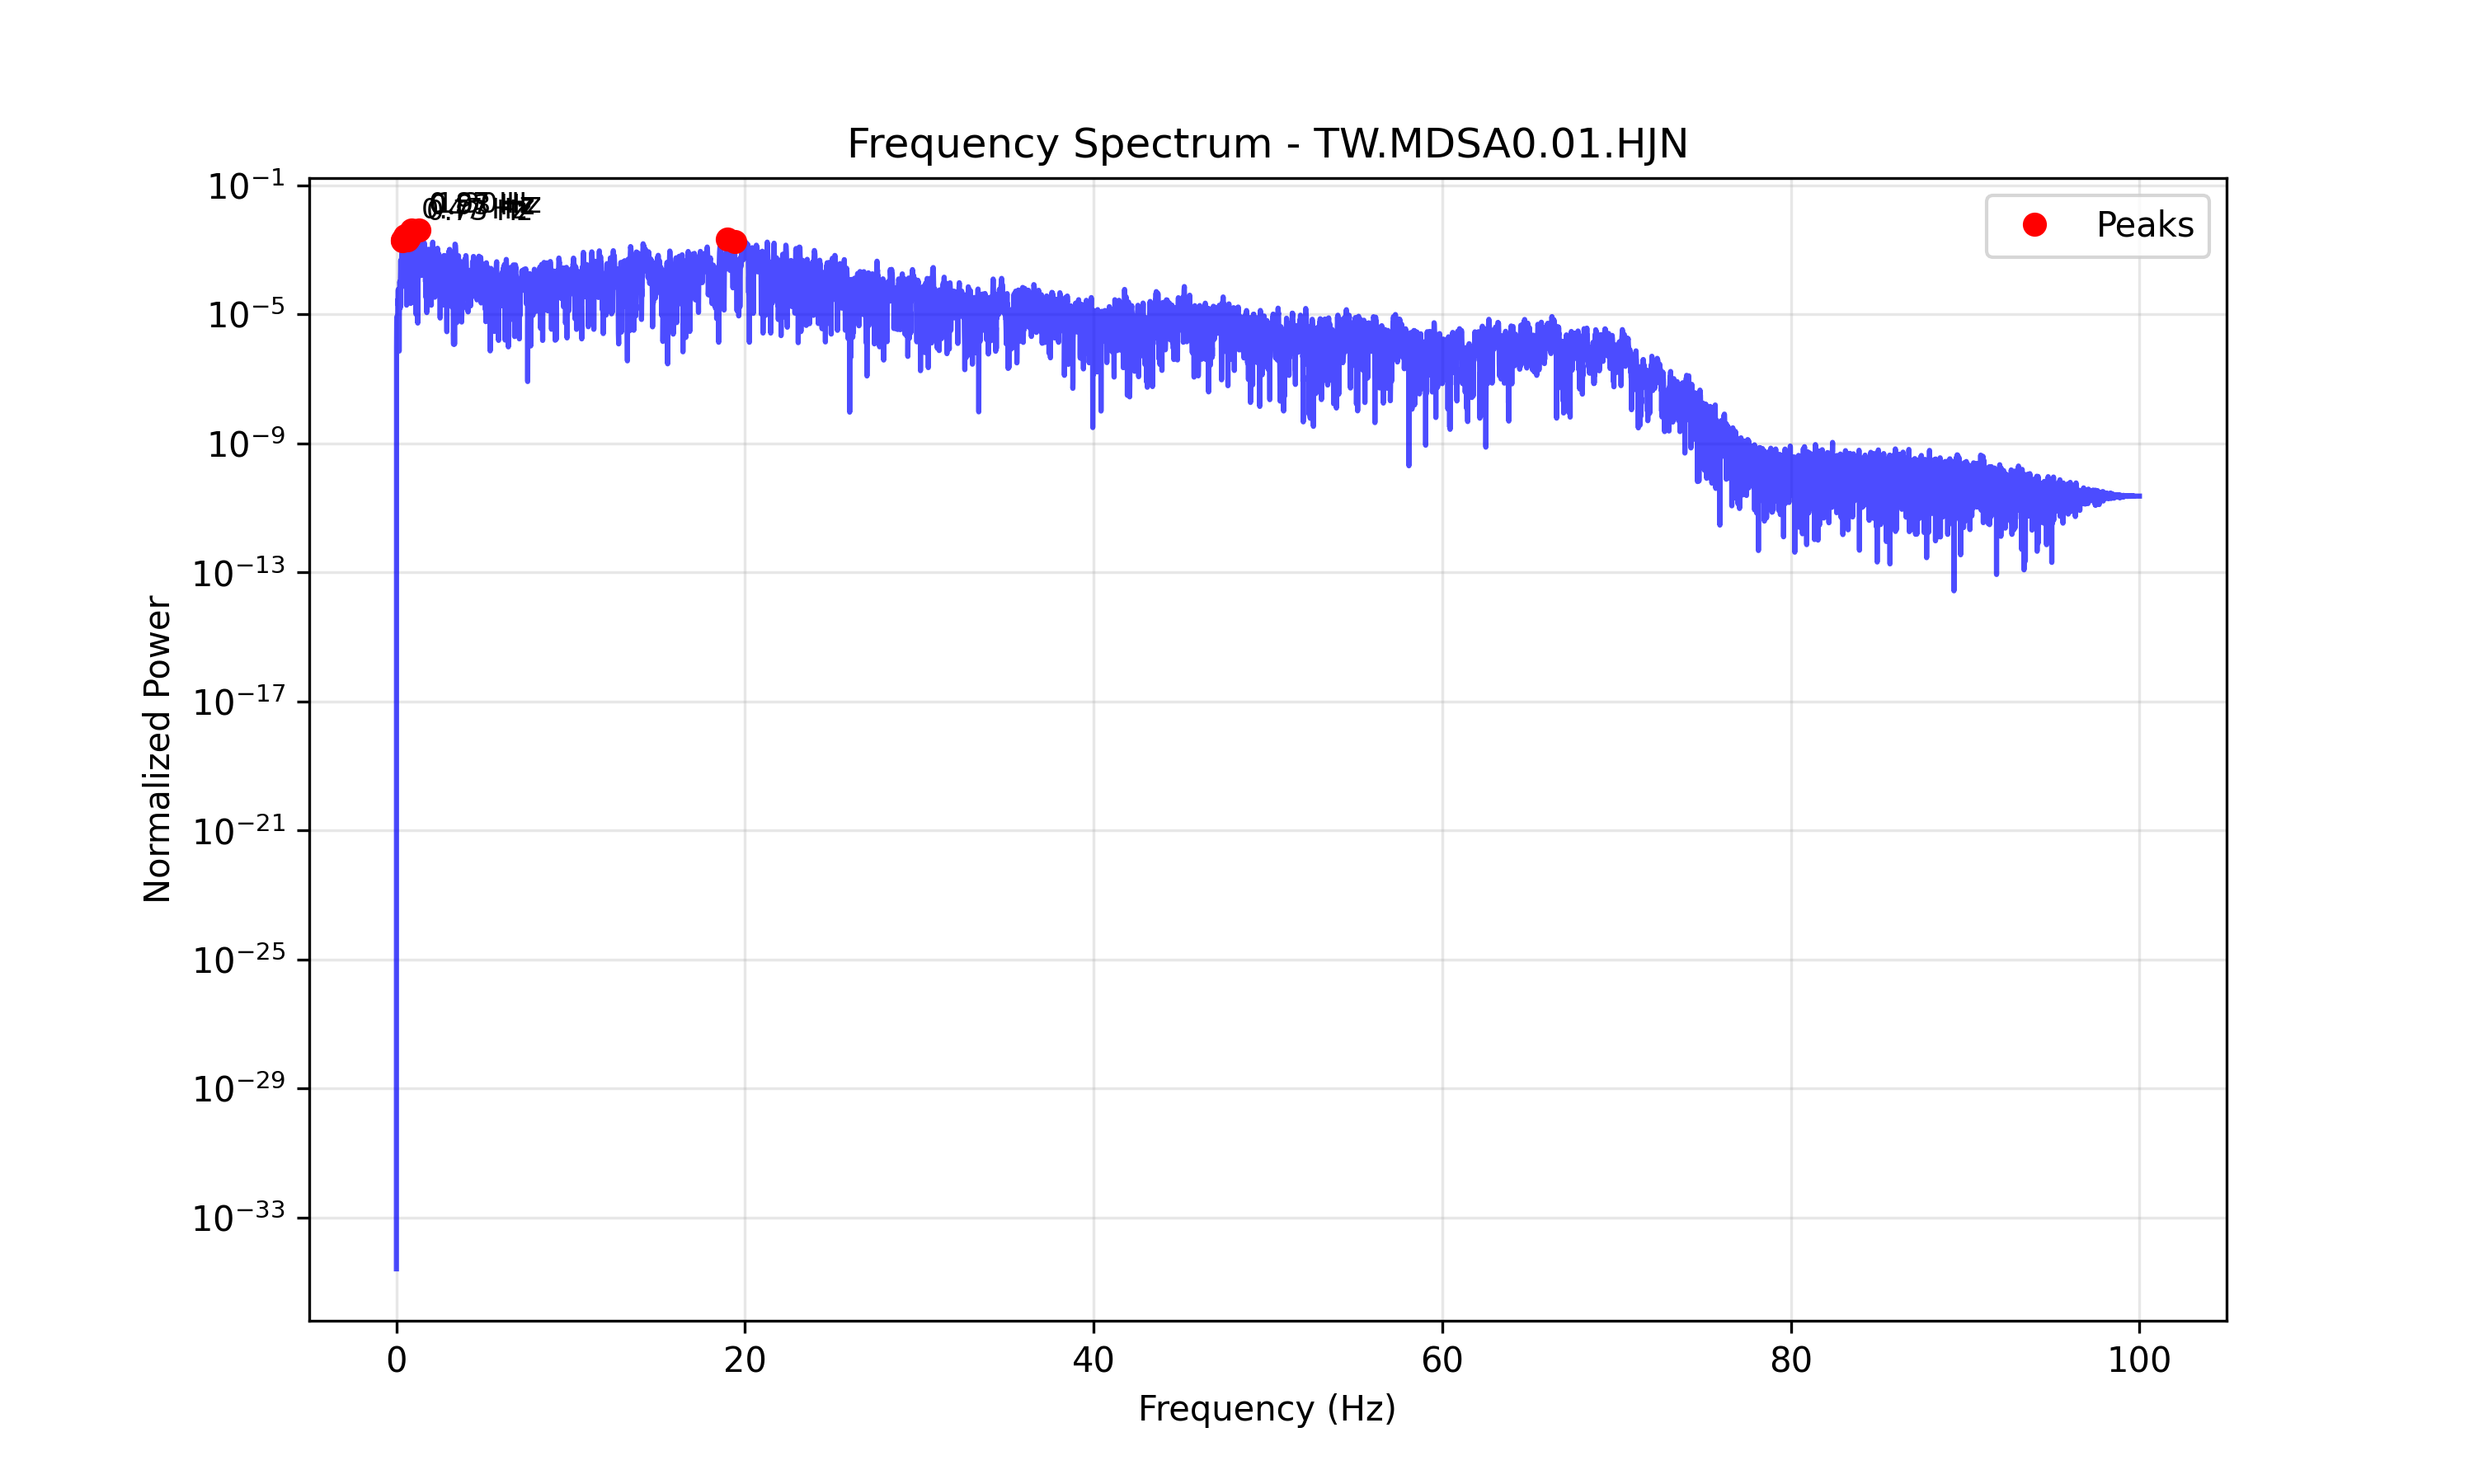 Frequency Spectrum - TW.MDSA0.01.HJN
Peaks
10⁻¹
10⁻⁵
10⁻⁹
10⁻¹³
10⁻¹⁷
10⁻²¹
10⁻²⁵
10⁻²⁹
10⁻³³
Normalized Power
0 20 40 60 80 100
Frequency (Hz)